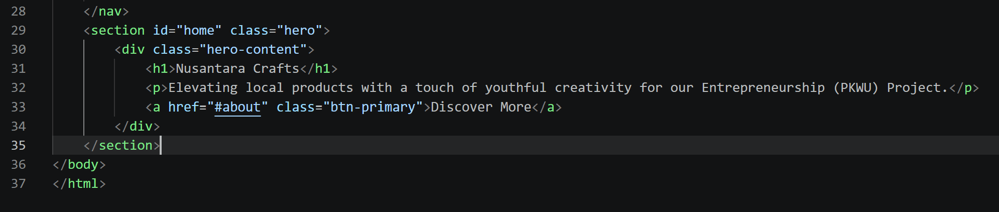 28 </nav>
29 <section id="home" class="hero">
30 <div class="hero-content">
31 <h1>Nusantara Crafts</h1>
32 <p>Elevating local products with a touch of youthful creativity for our Entrepreneurship (PKWU) Project.</p>
33 <a href="#about" class="btn-primary">Discover More</a>
34 </div>
35 </section>
36 </body>
37 </html>